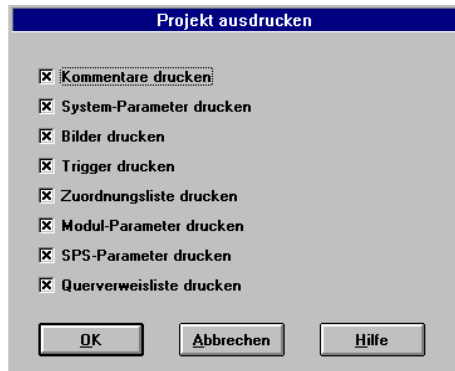 Projekt ausdrucken
Kommentare drucken
System-Parameter drucken
Bilder drucken
Trigger drucken
Zuordnungsliste drucken
Modul-Parameter drucken
SPS-Parameter drucken
Querverweisliste drucken
OK Abbrechen Hilfe